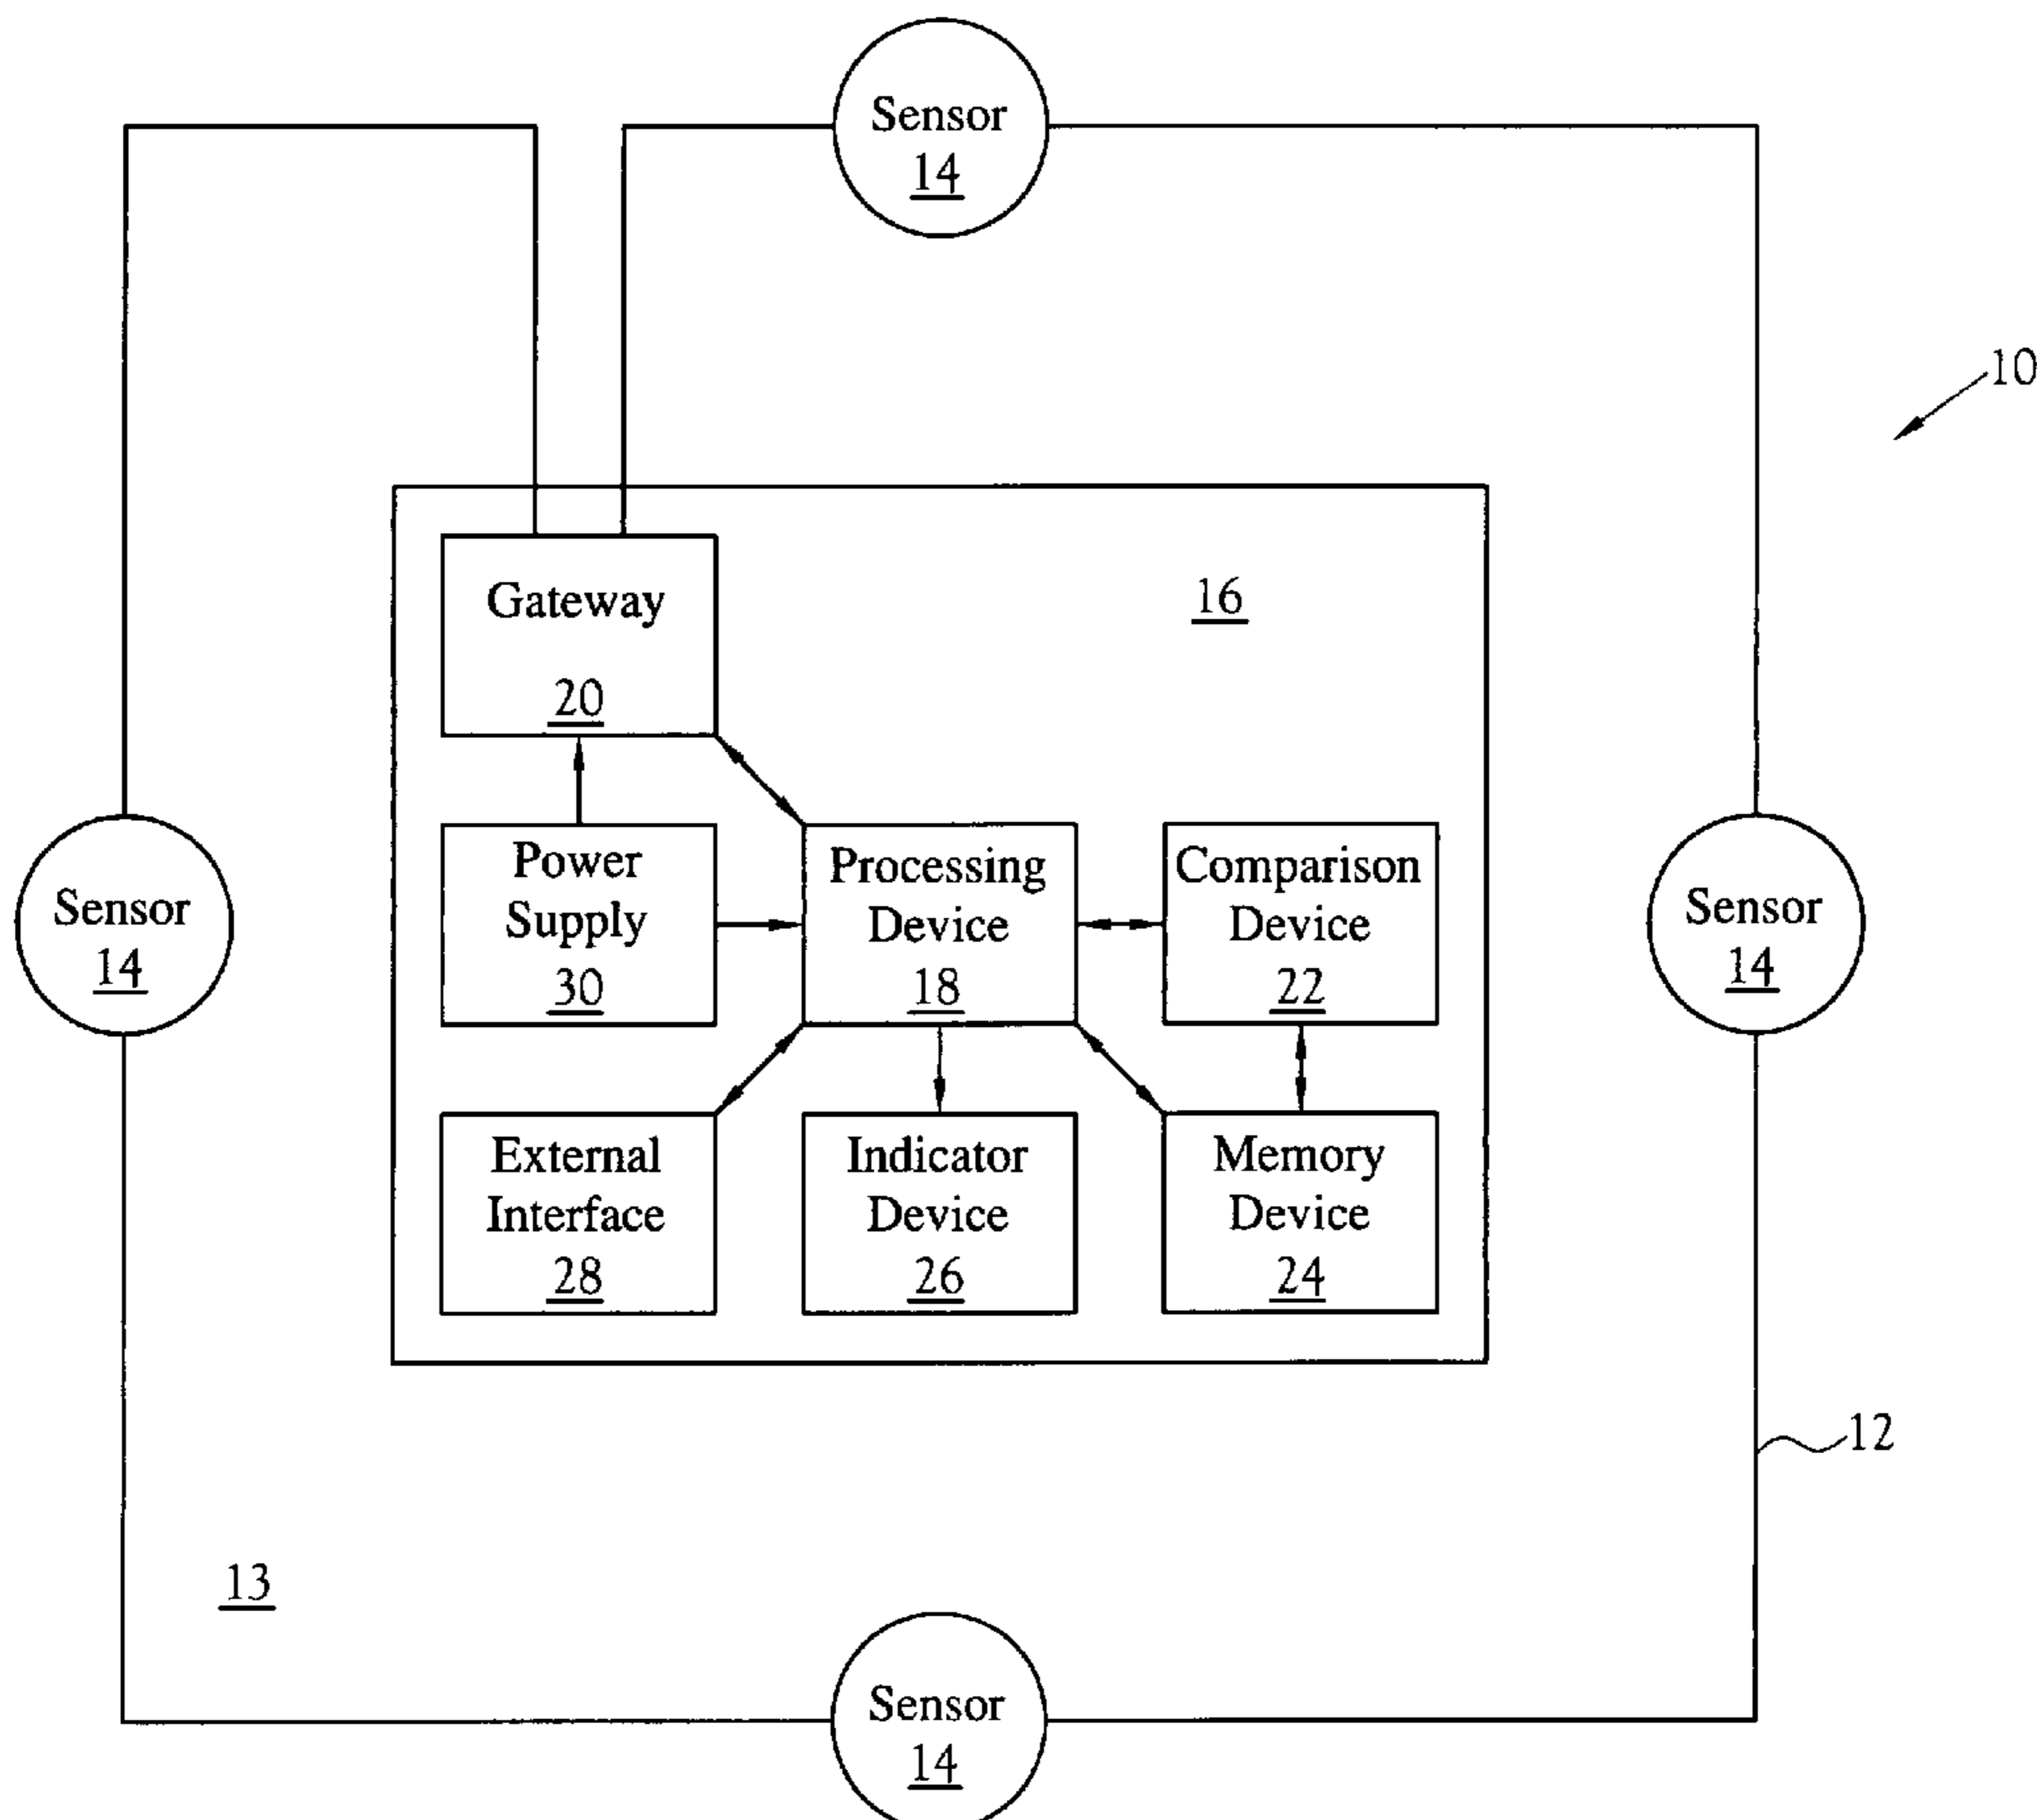 Sensor
14
10
16
Gateway
20
Power
Supply
30
Processing
Device
18
Comparison
Device
22
Sensor
14
Sensor
14
External
Interface
28
Indicator
Device
26
Memory
Device
24
12
13
Sensor
14